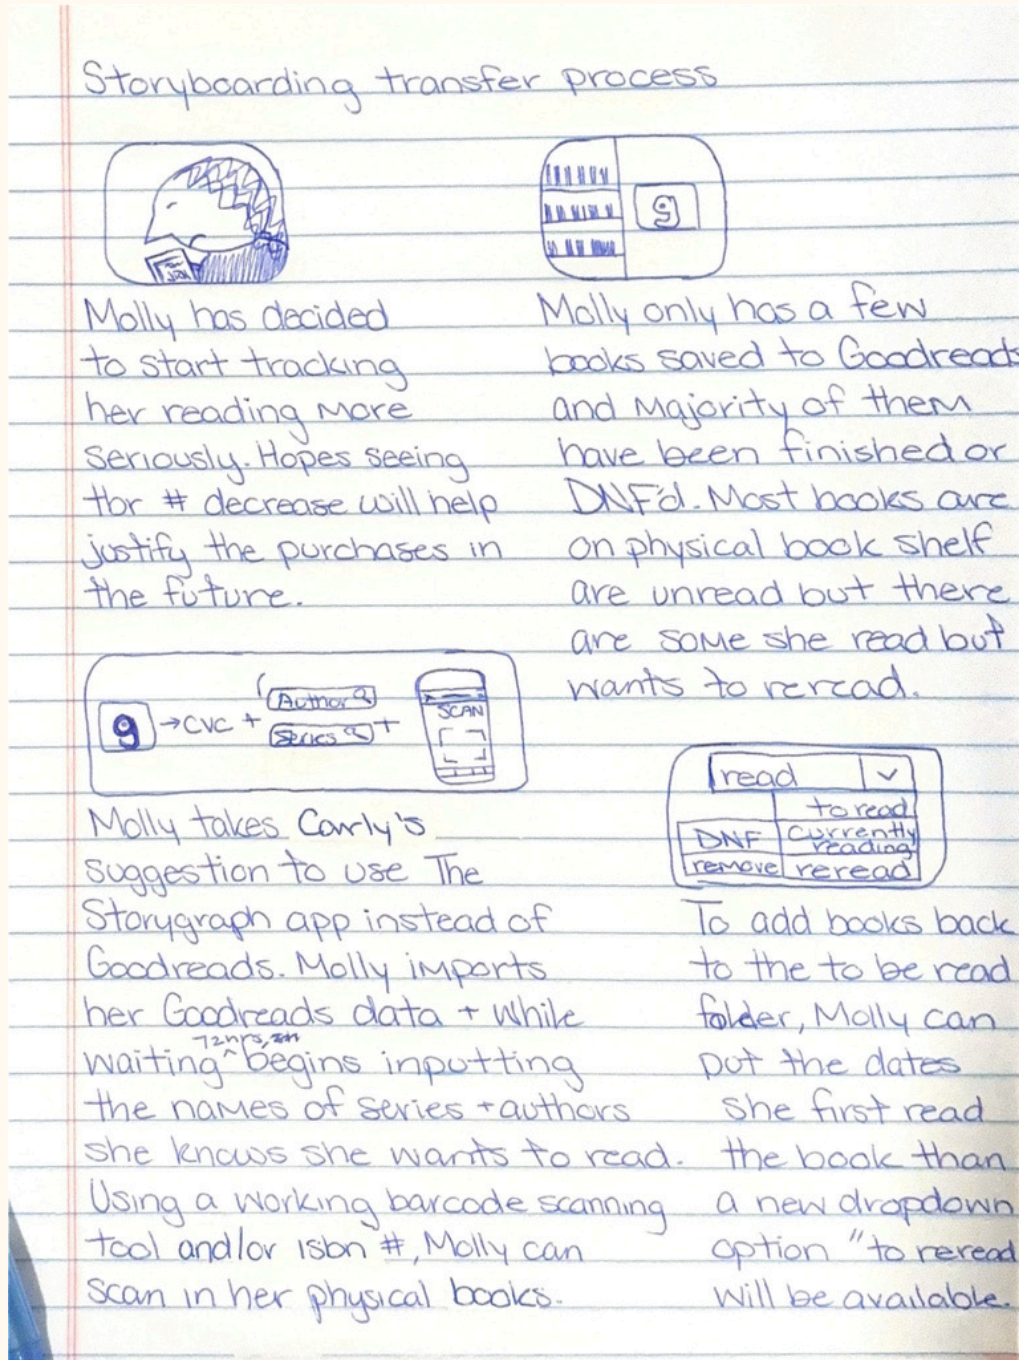 Storyboarding transfer process
g
Molly has decided
to start tracking
her reading more
seriously. Hopes seeing
tbr # decrease will help
justify the purchases in
the future.
Molly only has a few
books saved to Goodreads
and majority of them
have been finished or
DNF'd. Most books are
on physical book shelf
are unread but there
are some she read but
wants to reread.
g → CVC + Author + SCAN
Series
Molly takes Carly's
suggestion to use The
Storygraph app instead of
Goodreads. Molly imports
her Goodreads data + while
waiting 72hrs, begins inputting
the names of series + authors
she knows she wants to read.
Using a working barcode scanning
tool and/or isbn #, Molly can
scan in her physical books.
read
to read
DNF currently
reading
remove reread
To add books back
to the to be read
folder, Molly can
put the dates
she first read
the book than
a new dropdown
option "to reread
will be available.